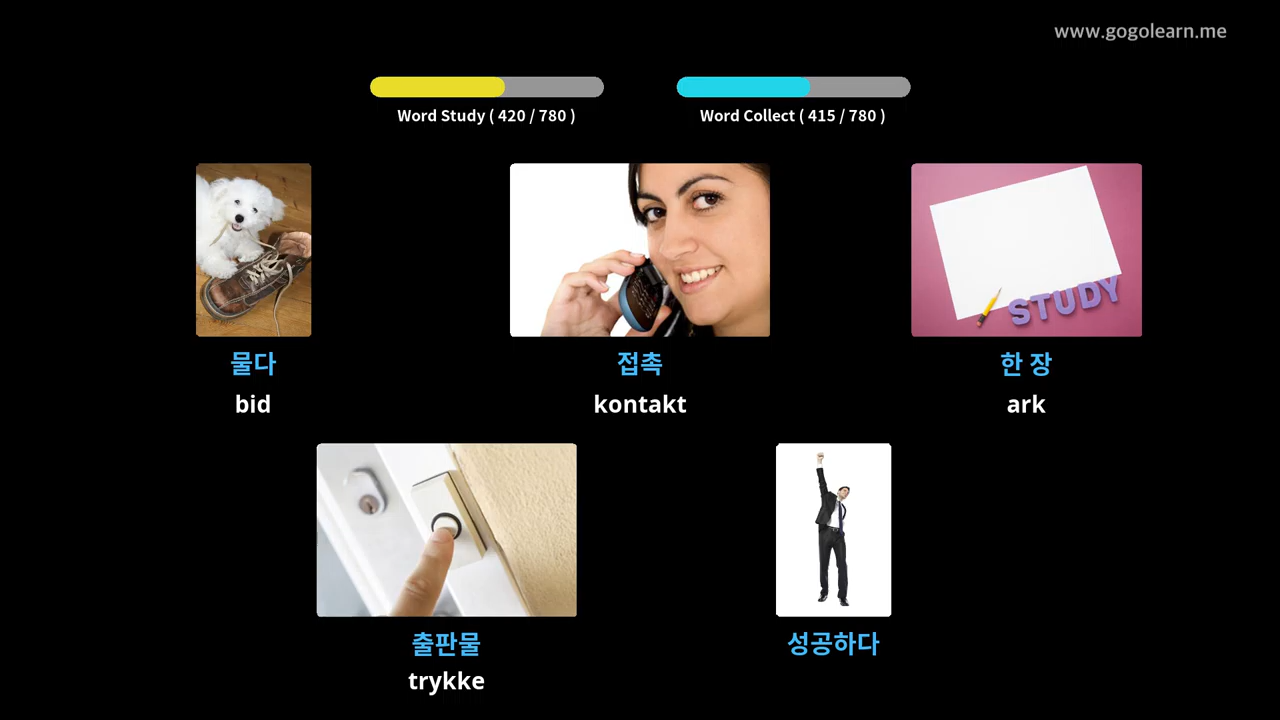 www.gogolearn.me
Word Study ( 420 / 780 )
Word Collect ( 415 / 780 )
STUDY
물다
접촉
한 장
bid
kontakt
ark
출판물
성공하다
trykke